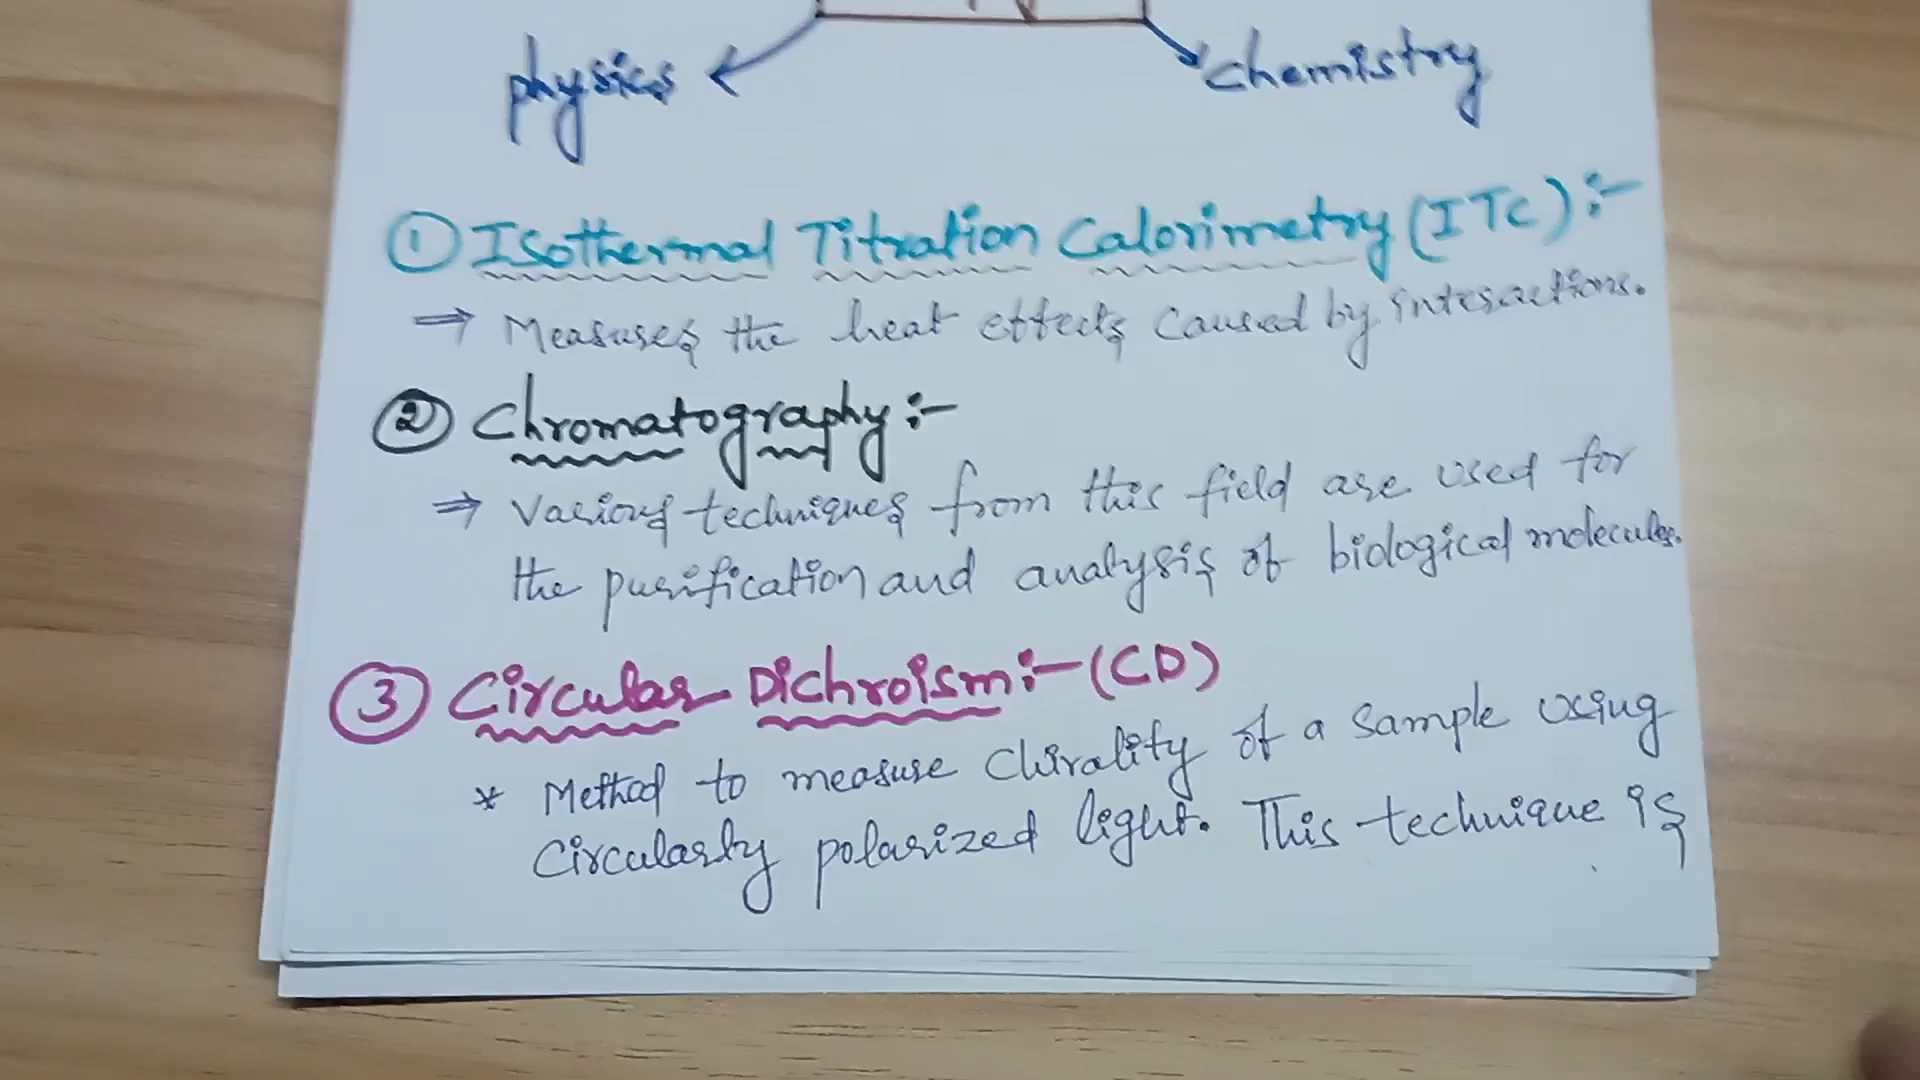 physics
chemistry
① Isothermal Titration Calorimetry (ITC):-
⇒ Measures the heat effects caused by interactions.
② Chromatography:-
⇒ Various techniques from this field are used for
the purification and analysis of biological molecules.
③ Circular Dichroism:- (CD)
* Method to measure Chirality of a sample using
Circularly polarized light. This technique is